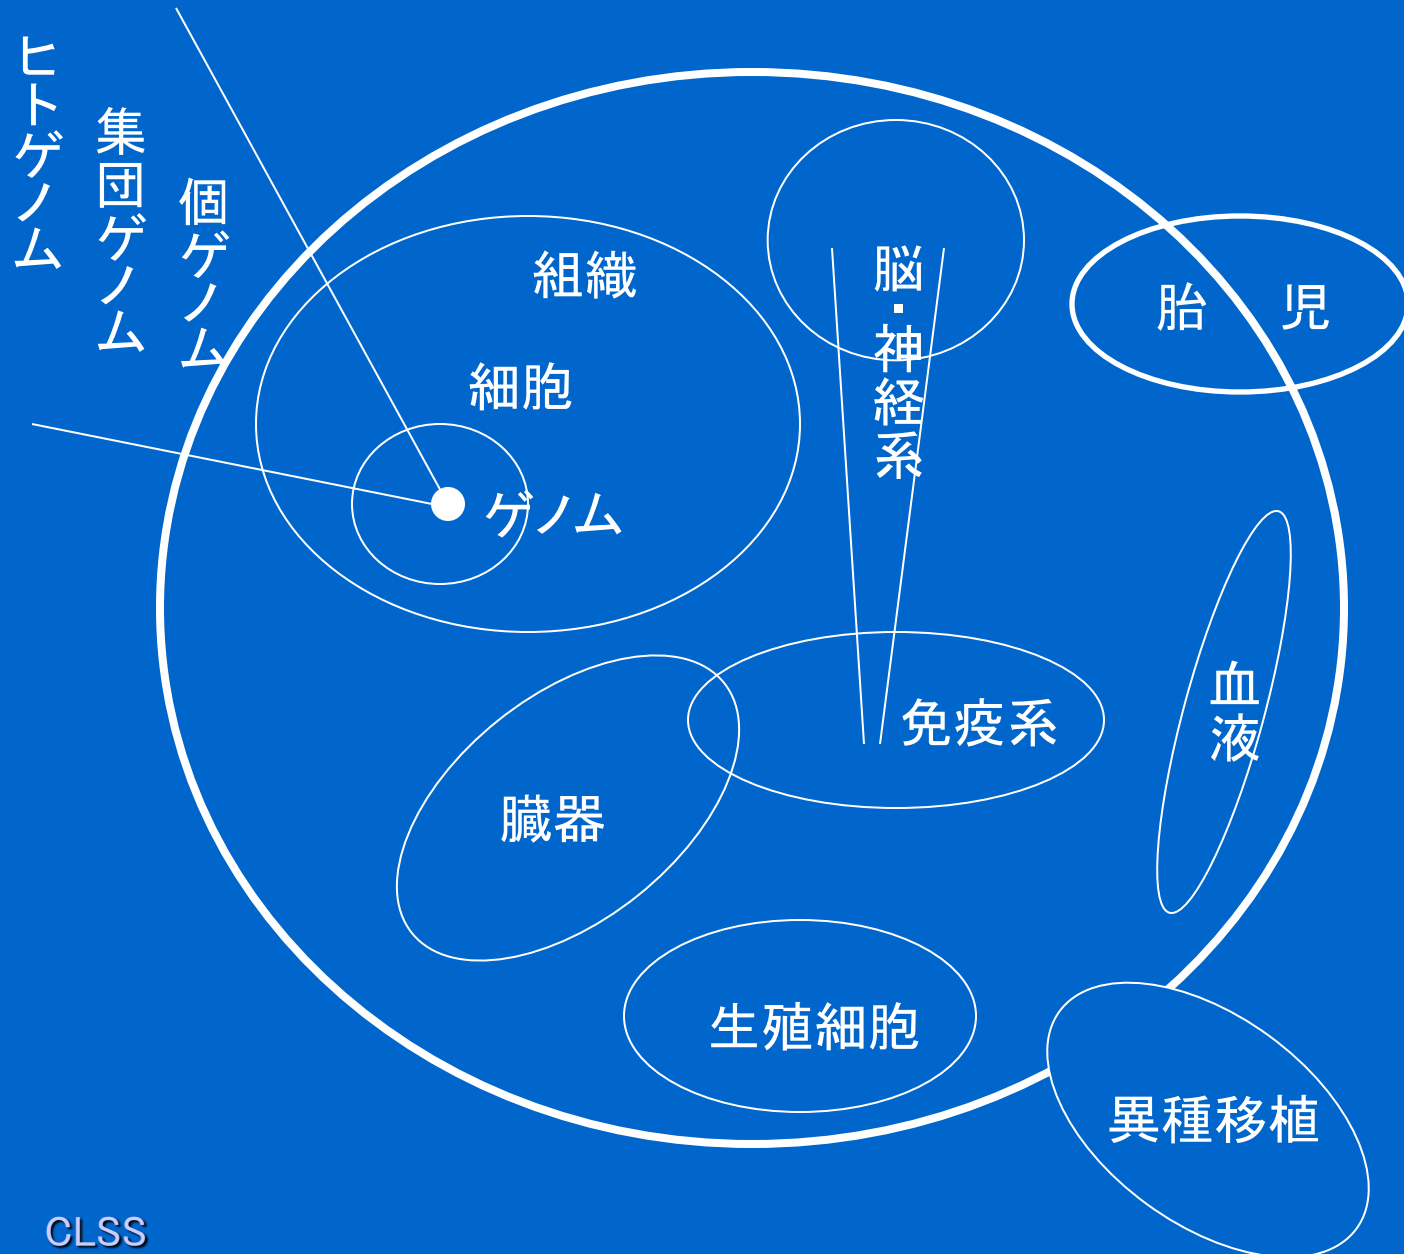 ヒトゲノム
集団ゲノム
個ゲノム
組織
細胞
ゲノム
脳・神経系
胎　児
免疫系
血液
臓器
生殖細胞
異種移植
CLSS